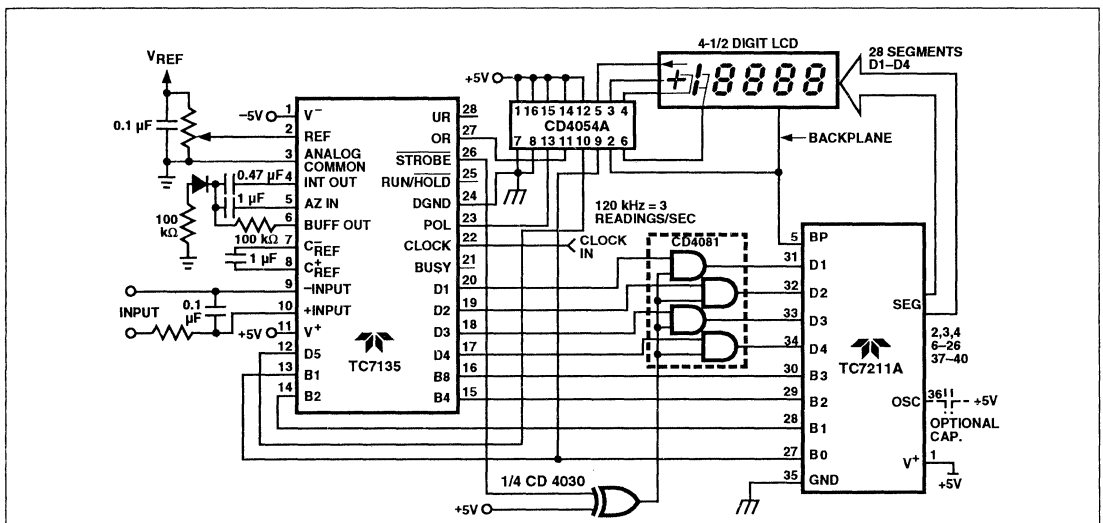 4-1/2 DIGIT LCD
28 SEGMENTS
D1–D4
+18888
BACKPLANE
VREF
0.1 µF
+5V
1 16 15 14 12 5 3 4
CD4054A
7 8 13 11 10 9 2 6
–5V 1 V–
2 REF
3 ANALOG
COMMON
0.47 µF 4 INT OUT
1 µF 5 AZ IN
6 BUFF OUT
100
kΩ
100 kΩ
7 C–REF
1 µF
8 C+REF
9 –INPUT
INPUT
0.1
µF
10 +INPUT
+5V 11 V+
12 D5
13 B1
14 B2
TC7135
UR 28
OR 27
STROBE 26
RUN/HOLD 25
DGND 24
POL 23
CLOCK 22
BUSY 21
D1 20
D2 19
D3 18
D4 17
B8 16
B4 15
120 kHz = 3
READINGS/SEC
CLOCK
IN
CD4081
1/4 CD 4030
+5V
5 BP
31 D1
32 D2
33 D3
34 D4
30 B3
29 B2
28 B1
27 B0
35 GND
TC7211A
SEG
2,3,4
6–26
37–40
OSC 36 +5V
OPTIONAL
CAP.
V+ 1
+5V